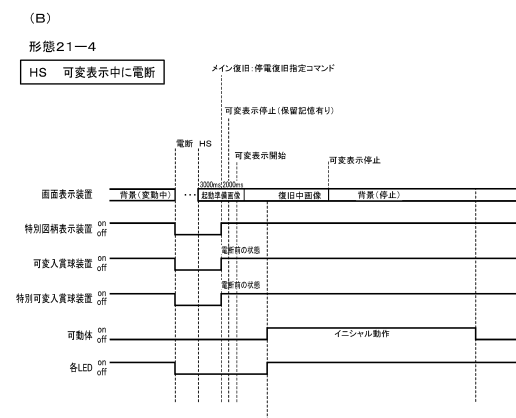 (B)
形態21−4
HS 可変表示中に電断
メイン復旧:停電復旧指定コマンド
可変表示停止(保留記憶有り)
電断 HS
可変表示開始
可変表示停止
3000ms 2000ms
画面表示装置 背景(変動中) ・・・ 起動準備画像 復旧中画像 背景(停止)
特別図柄表示装置 on off
電断前の状態
可変入賞球装置 on off
電断前の状態
特別可変入賞球装置 on off
可動体 on off イニシャル動作
各LED on off